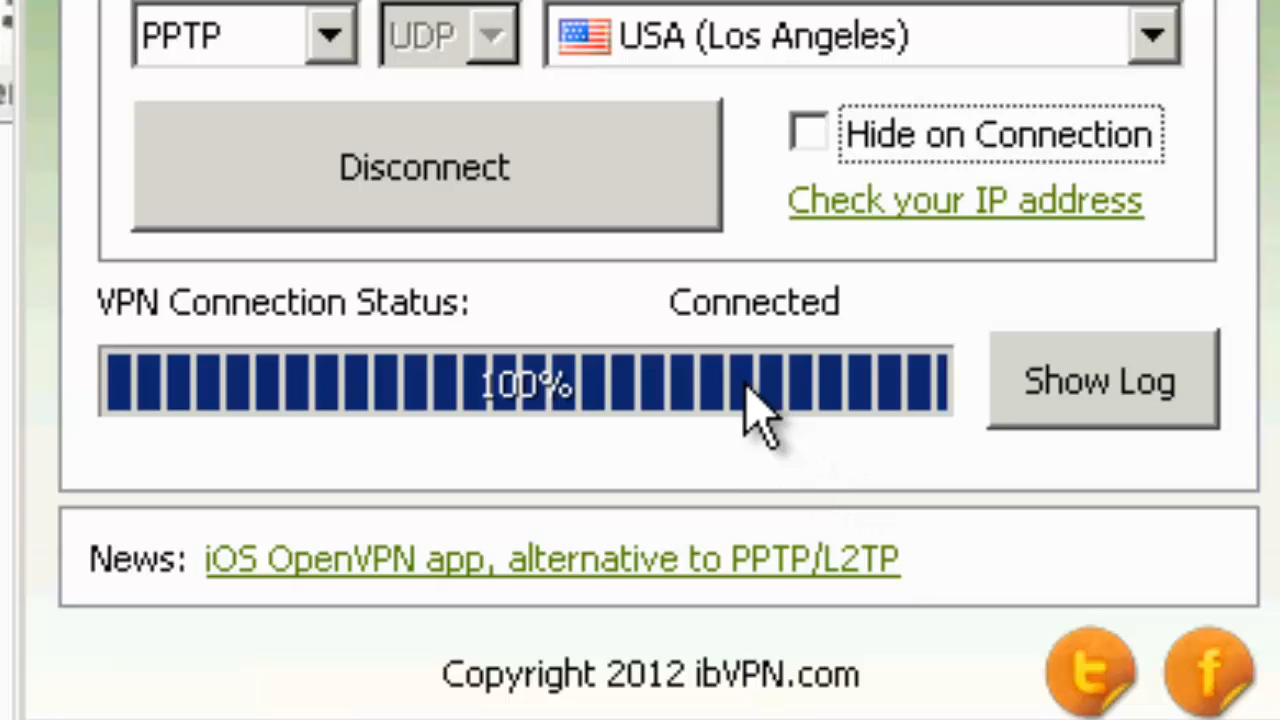 PPTP UDP USA (Los Angeles)
Disconnect
Hide on Connection
Check your IP address
VPN Connection Status: Connected
100%
Show Log
News: iOS OpenVPN app, alternative to PPTP/L2TP
Copyright 2012 ibVPN.com
t f